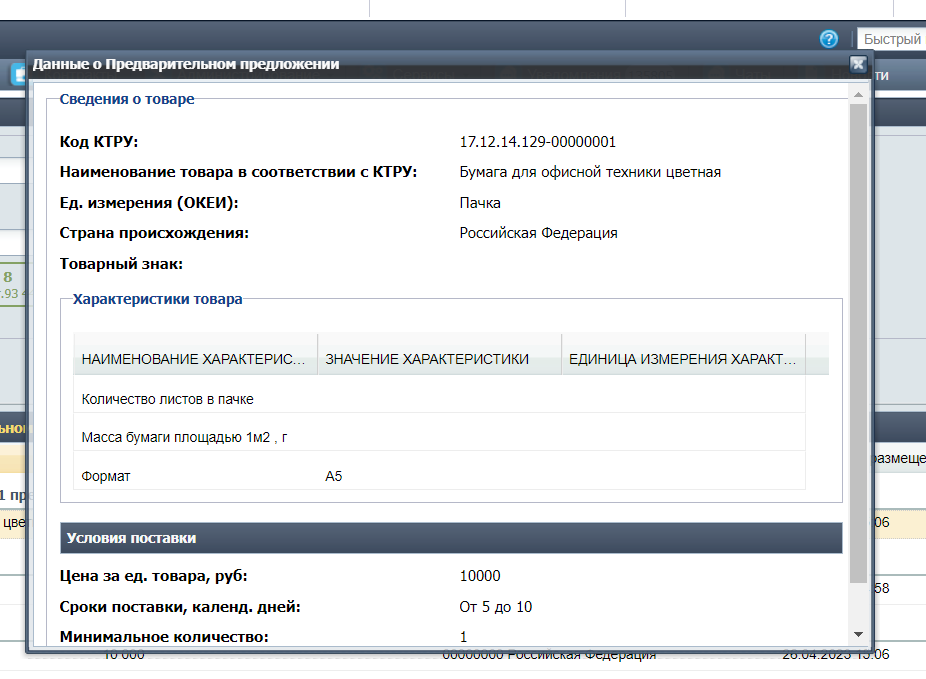 Быстрый
Данные о Предварительном предложении
ти
Сведения о товаре
Код КТРУ: 17.12.14.129-00000001
Наименование товара в соответствии с КТРУ: Бумага для офисной техники цветная
Ед. измерения (ОКЕИ): Пачка
Страна происхождения: Российская Федерация
Товарный знак:
8
Характеристики товара
НАИМЕНОВАНИЕ ХАРАКТЕРИС... ЗНАЧЕНИЕ ХАРАКТЕРИСТИКИ ЕДИНИЦА ИЗМЕРЕНИЯ ХАРАКТ...
Количество листов в пачке
Масса бумаги площадью 1м2 , г
Формат А5
1 пре
цвет
06
Условия поставки
Цена за ед. товара, руб: 10000
58
Сроки поставки, календ. дней: От 5 до 10
Минимальное количество: 1
10 000 00000000 Российская Федерация 28.04.2023 15:06